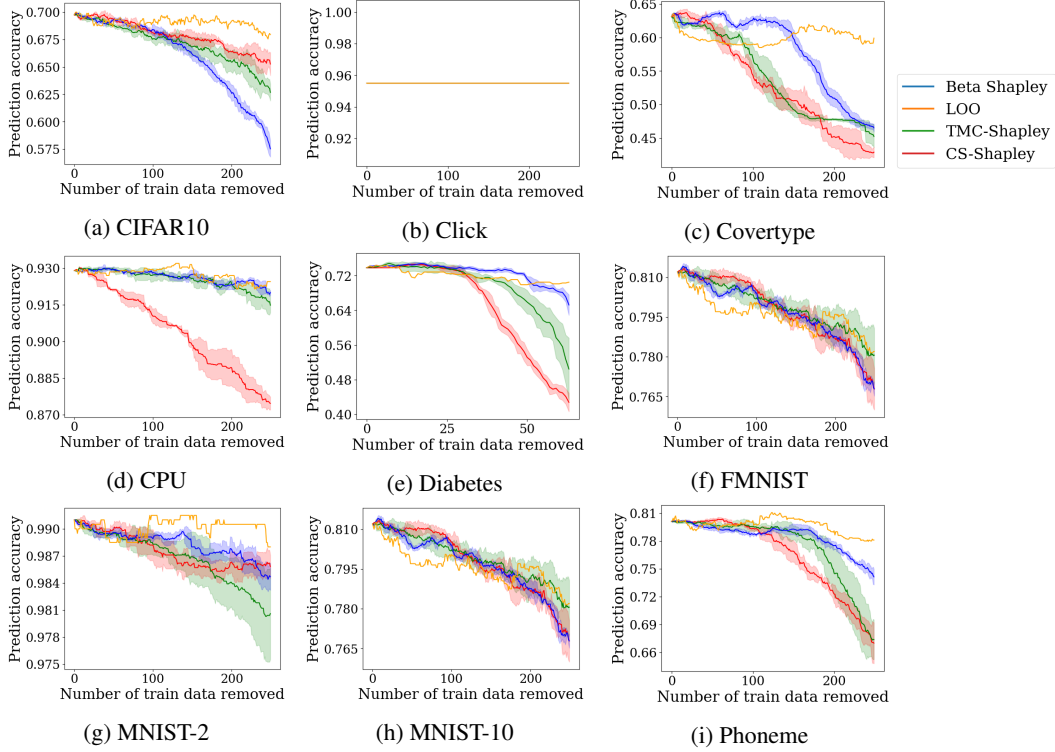 0.700
0.675
0.650
0.625
0.600
0.575
Prediction accuracy
0 100 200
Number of train data removed
(a) CIFAR10
1.00
0.98
0.96
0.94
0.92
Prediction accuracy
0 100 200
Number of train data removed
(b) Click
0.65
0.60
0.55
0.50
0.45
Prediction accuracy
0 100 200
Number of train data removed
(c) Covertype
Beta Shapley
LOO
TMC-Shapley
CS-Shapley
0.930
0.915
0.900
0.885
0.870
Prediction accuracy
0 100 200
Number of train data removed
(d) CPU
0.72
0.64
0.56
0.48
0.40
Prediction accuracy
0 25 50
Number of train data removed
(e) Diabetes
0.810
0.795
0.780
0.765
Prediction accuracy
0 100 200
Number of train data removed
(f) FMNIST
0.990
0.987
0.984
0.981
0.978
0.975
Prediction accuracy
0 100 200
Number of train data removed
(g) MNIST-2
0.810
0.795
0.780
0.765
Prediction accuracy
0 100 200
Number of train data removed
(h) MNIST-10
0.81
0.78
0.75
0.72
0.69
0.66
Prediction accuracy
0 100 200
Number of train data removed
(i) Phoneme